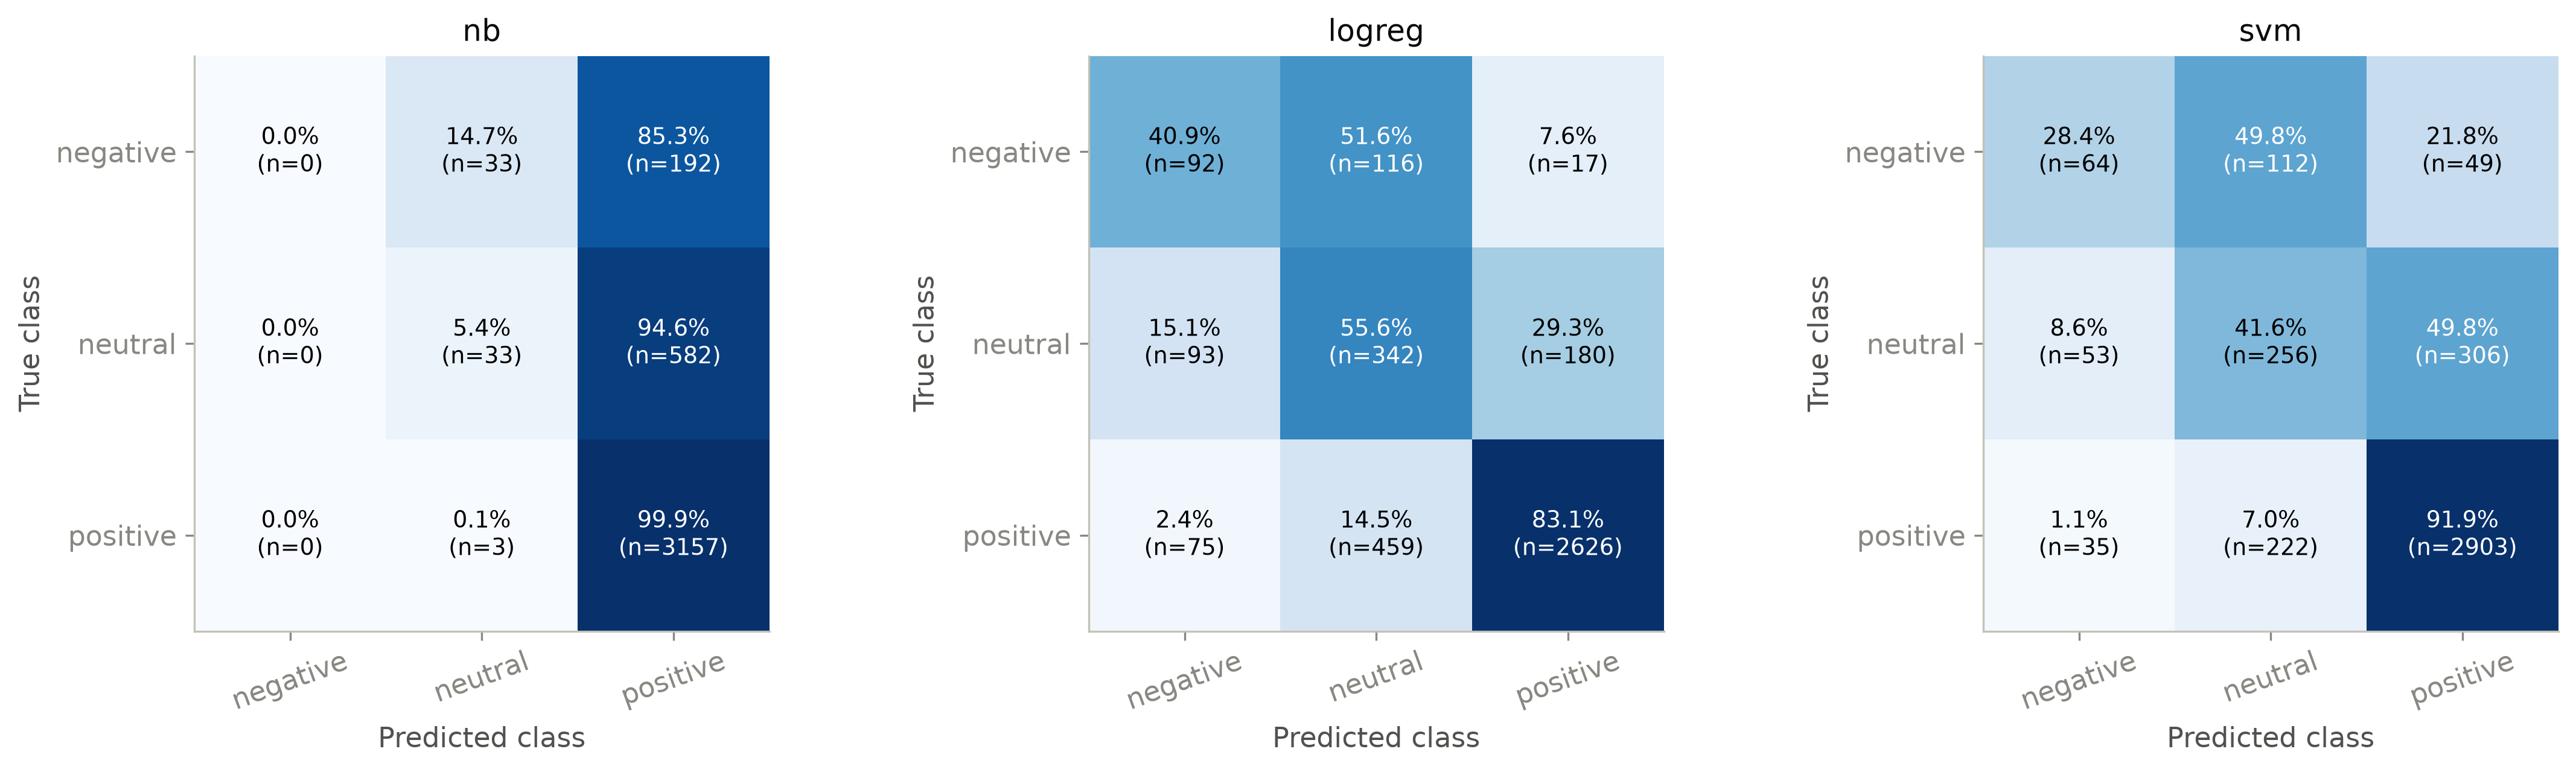 nb
True class
negative
0.0%
(n=0)
14.7%
(n=33)
85.3%
(n=192)
neutral
0.0%
(n=0)
5.4%
(n=33)
94.6%
(n=582)
positive
0.0%
(n=0)
0.1%
(n=3)
99.9%
(n=3157)
negative
neutral
positive
Predicted class
logreg
True class
negative
40.9%
(n=92)
51.6%
(n=116)
7.6%
(n=17)
neutral
15.1%
(n=93)
55.6%
(n=342)
29.3%
(n=180)
positive
2.4%
(n=75)
14.5%
(n=459)
83.1%
(n=2626)
negative
neutral
positive
Predicted class
svm
True class
negative
28.4%
(n=64)
49.8%
(n=112)
21.8%
(n=49)
neutral
8.6%
(n=53)
41.6%
(n=256)
49.8%
(n=306)
positive
1.1%
(n=35)
7.0%
(n=222)
91.9%
(n=2903)
negative
neutral
positive
Predicted class